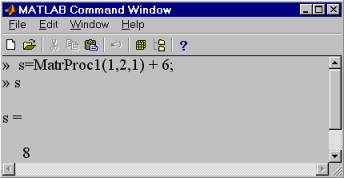 MATLAB Command Window
File Edit Window Help
?
» s=MatrProc1(1,2,1) + 6;
» s
s =
8